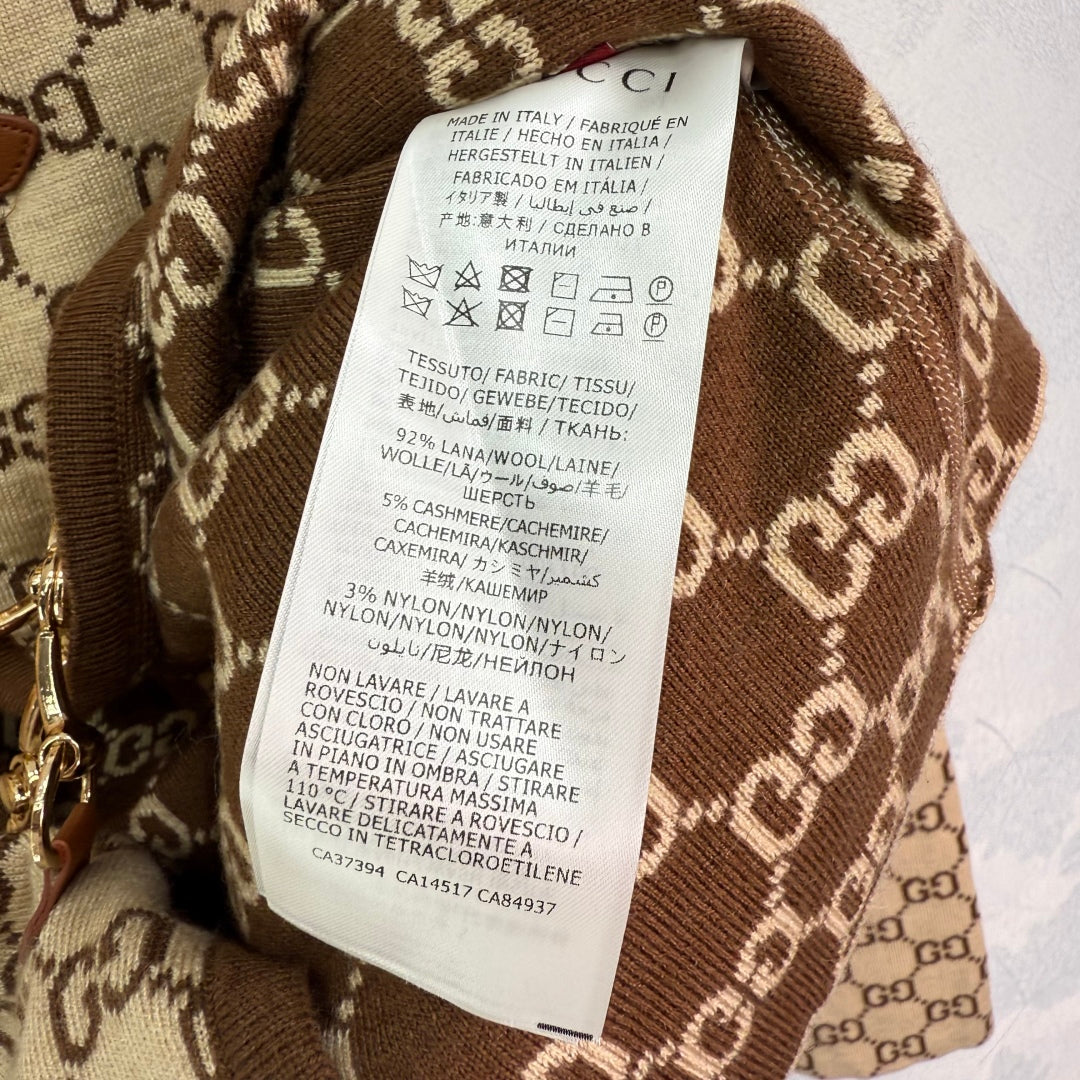 CCI
MADE IN ITALY / FABRIQUÉ EN
ITALIE / HECHO EN ITALIA /
HERGESTELLT IN ITALIEN /
FABRICADO EM ITÁLIA /
イタリア製 / صنع في إيطاليا /
产地:意大利 / СДЕЛАНО В
ИТАЛИИ
TESSUTO/ FABRIC/ TISSU/
TEJIDO/ GEWEBE/TECIDO/
表地/قماش/面料 / ТКАНЬ:
92% LANA/WOOL/LAINE/
WOLLE/LÃ/ウール/صوف/羊毛/
ШЕРСТЬ
5% CASHMERE/CACHEMIRE/
CACHEMIRA/KASCHMIR/
CAXEMIRA/ カシミヤ/كشمير/
羊绒/КАШЕМИР
3% NYLON/NYLON/NYLON/
NYLON/NYLON/NYLON/ナイロン
/نايلون/尼龙/НЕЙЛОН
NON LAVARE / LAVARE A
ROVESCIO / NON TRATTARE
CON CLORO / NON USARE
ASCIUGATRICE / ASCIUGARE
IN PIANO IN OMBRA / STIRARE
A TEMPERATURA MASSIMA
110 °C / STIRARE A ROVESCIO /
LAVARE DELICATAMENTE A
SECCO IN TETRACLOROETILENE
CA37394 CA14517 CA84937